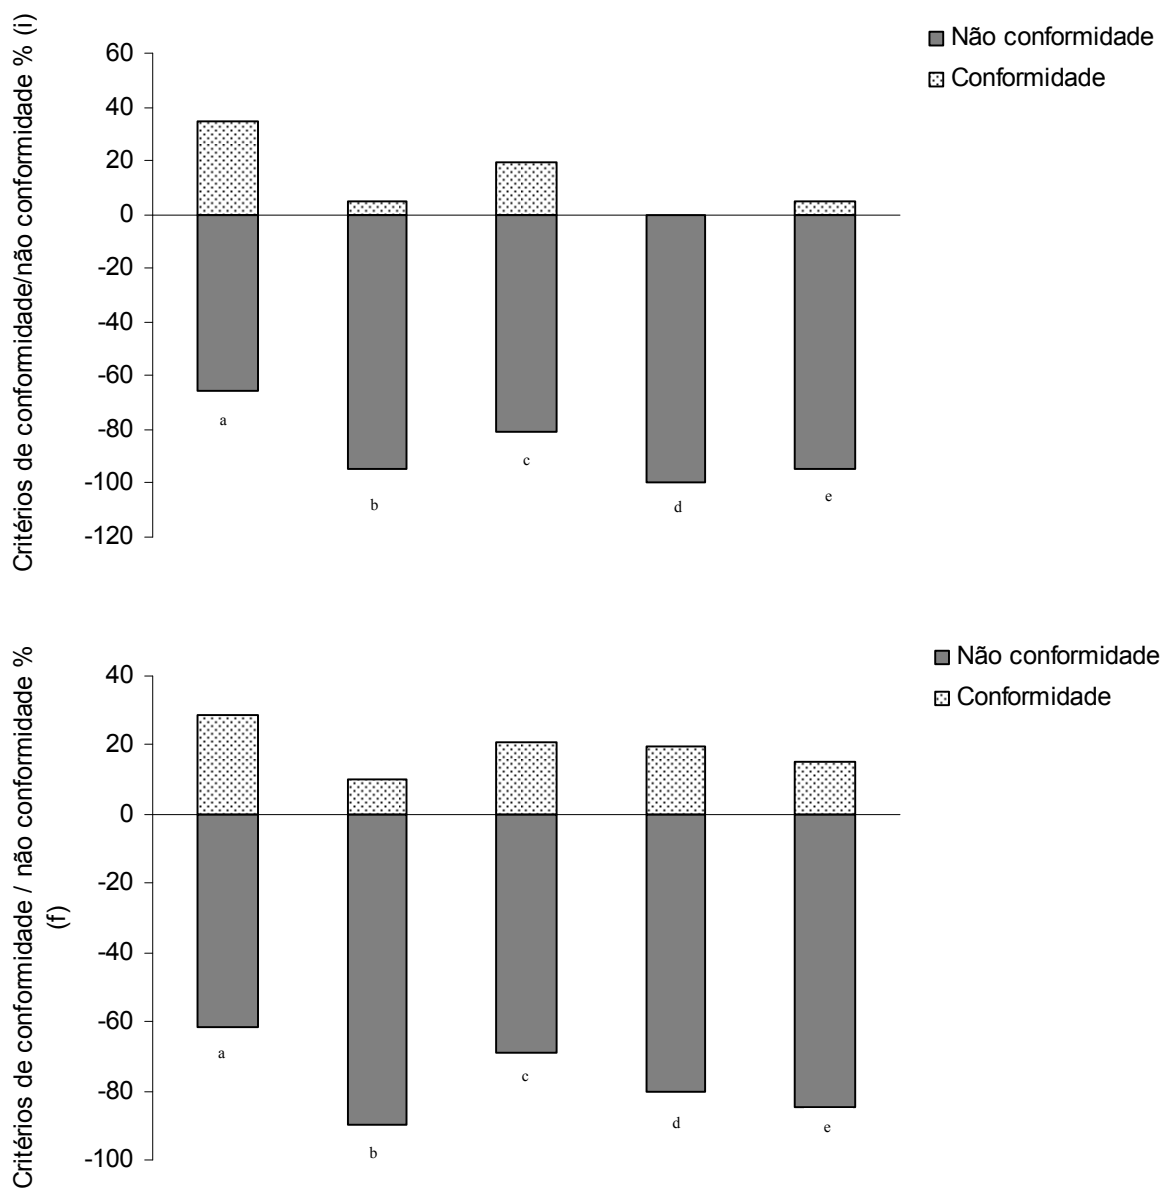 Critérios de conformidade/não conformidade % (i)
60
40
20
0
-20
-40
-60
-80
-100
-120
a
b
c
d
e
Não conformidade
Conformidade
Critérios de conformidade / não conformidade %
(f)
40
20
0
-20
-40
-60
-80
-100
a
b
c
d
e
Não conformidade
Conformidade